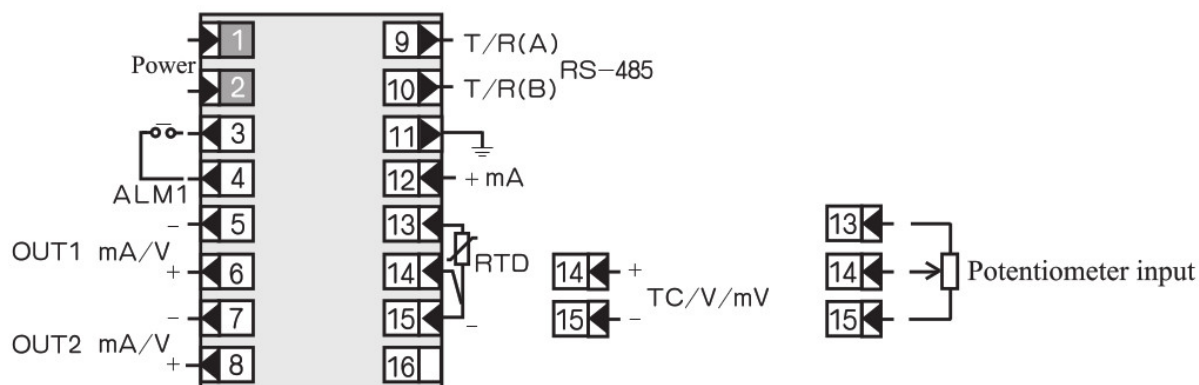 1 9 T/R(A)
Power RS-485
2 10 T/R(B)
3 11
4 12 + mA
ALM1
- 5 13 13
OUT1 mA/V
+ 6 14 RTD 14 + 14 Potentiometer input
TC/V/mV
- 7 15 - 15 - 15
OUT2 mA/V
+ 8 16